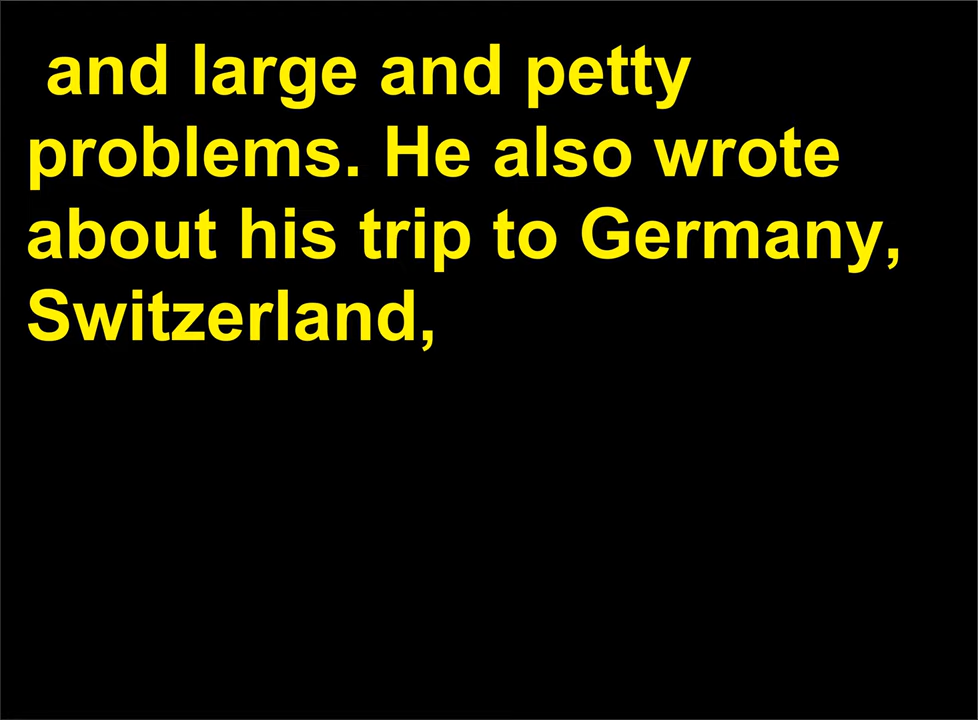 and large and petty
problems. He also wrote
about his trip to Germany,
Switzerland,